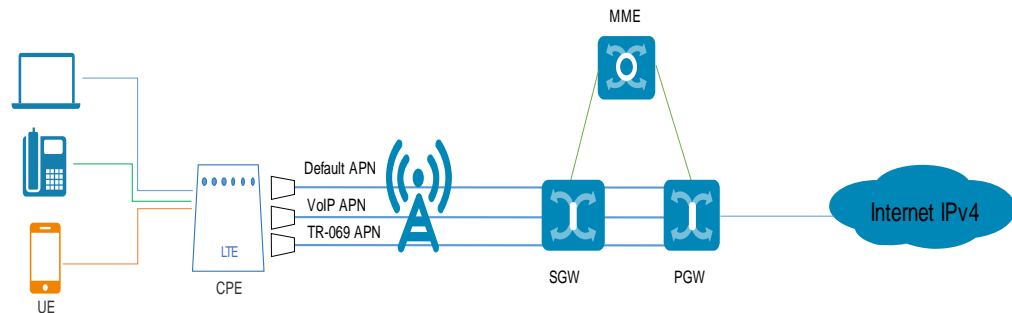 MME
Default APN
VoIP APN
TR-069 APN
LTE
CPE
UE
SGW
PGW
Internet IPv4